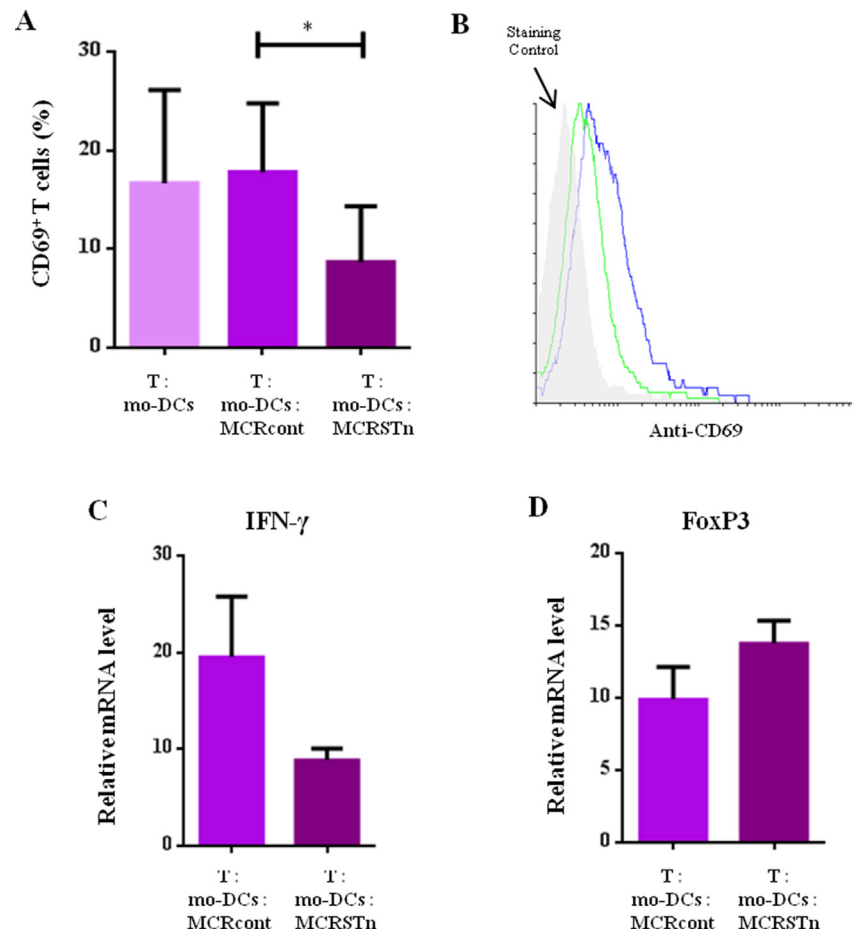 A
*
30
20
10
0
CD69⁺ T cells (%)
T :
mo-DCs
T :
mo-DCs :
MCRcont
T :
mo-DCs :
MCRSTn
B
Staining
Control
Anti-CD69
C
IFN-γ
30
20
10
0
Relative mRNA level
T :
mo-DCs :
MCRcont
T :
mo-DCs :
MCRSTn
D
FoxP3
20
15
10
5
0
Relative mRNA level
T :
mo-DCs :
MCRcont
T :
mo-DCs :
MCRSTn